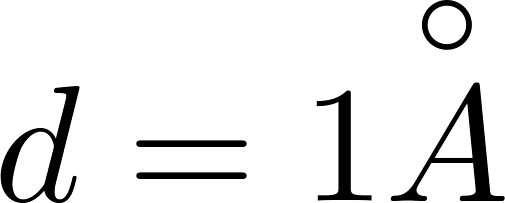 d = 1Å